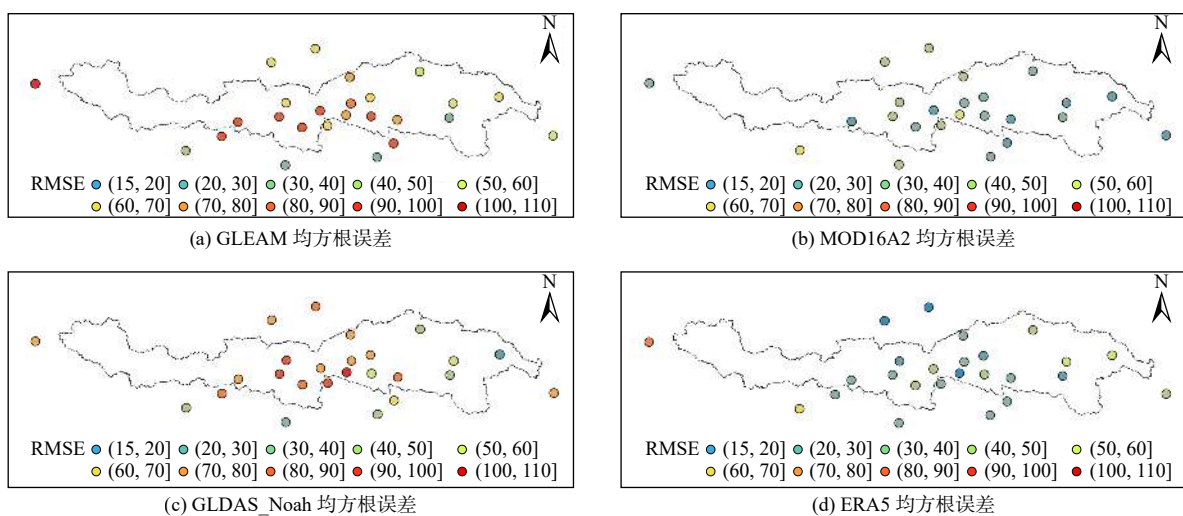 N
RMSE (15, 20] (20, 30] (30, 40] (40, 50] (50, 60]
(60, 70] (70, 80] (80, 90] (90, 100] (100, 110]
(a) GLEAM 均方根误差
N
RMSE (15, 20] (20, 30] (30, 40] (40, 50] (50, 60]
(60, 70] (70, 80] (80, 90] (90, 100] (100, 110]
(b) MOD16A2 均方根误差
N
RMSE (15, 20] (20, 30] (30, 40] (40, 50] (50, 60]
(60, 70] (70, 80] (80, 90] (90, 100] (100, 110]
(c) GLDAS_Noah 均方根误差
N
RMSE (15, 20] (20, 30] (30, 40] (40, 50] (50, 60]
(60, 70] (70, 80] (80, 90] (90, 100] (100, 110]
(d) ERA5 均方根误差